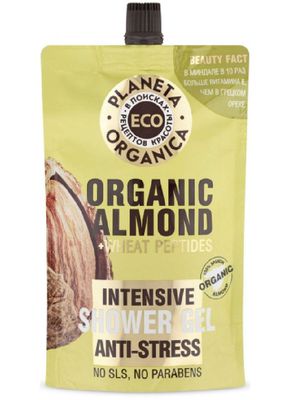 BEAUTY FACT
В МИНДАЛЕ В 10 РАЗ
БОЛЬШЕ ВИТАМИНА Е,
ЧЕМ В ГРЕЦКОМ
ОРЕХЕ
PLANETA
В ПОИСКАХ
ECO
РЕЦЕПТОВ КРАСОТЫ
ORGANICA
ORGANIC
ALMOND
+WHEAT PEPTIDES
ORGANIC
ALMOND
INTENSIVE
SHOWER GEL
ANTI-STRESS
NO SLS, NO PARABENS